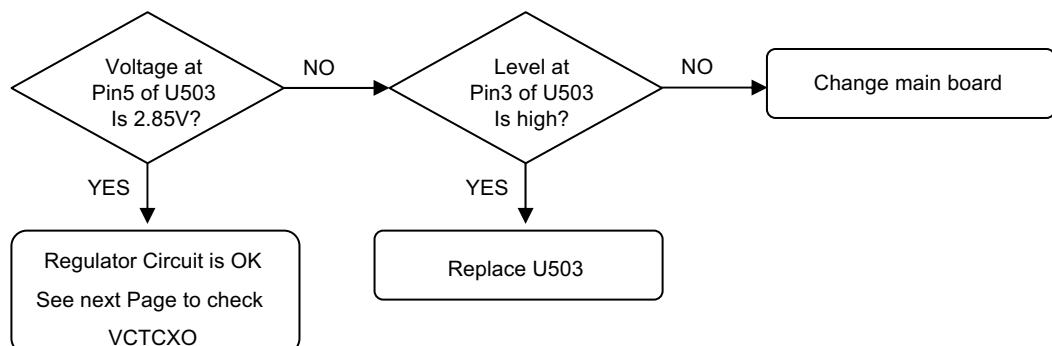 Voltage at
Pin5 of U503
Is 2.85V?
NO
Level at
Pin3 of U503
Is high?
NO
Change main board
YES
YES
Regulator Circuit is OK
See next Page to check
VCTCXO
Replace U503